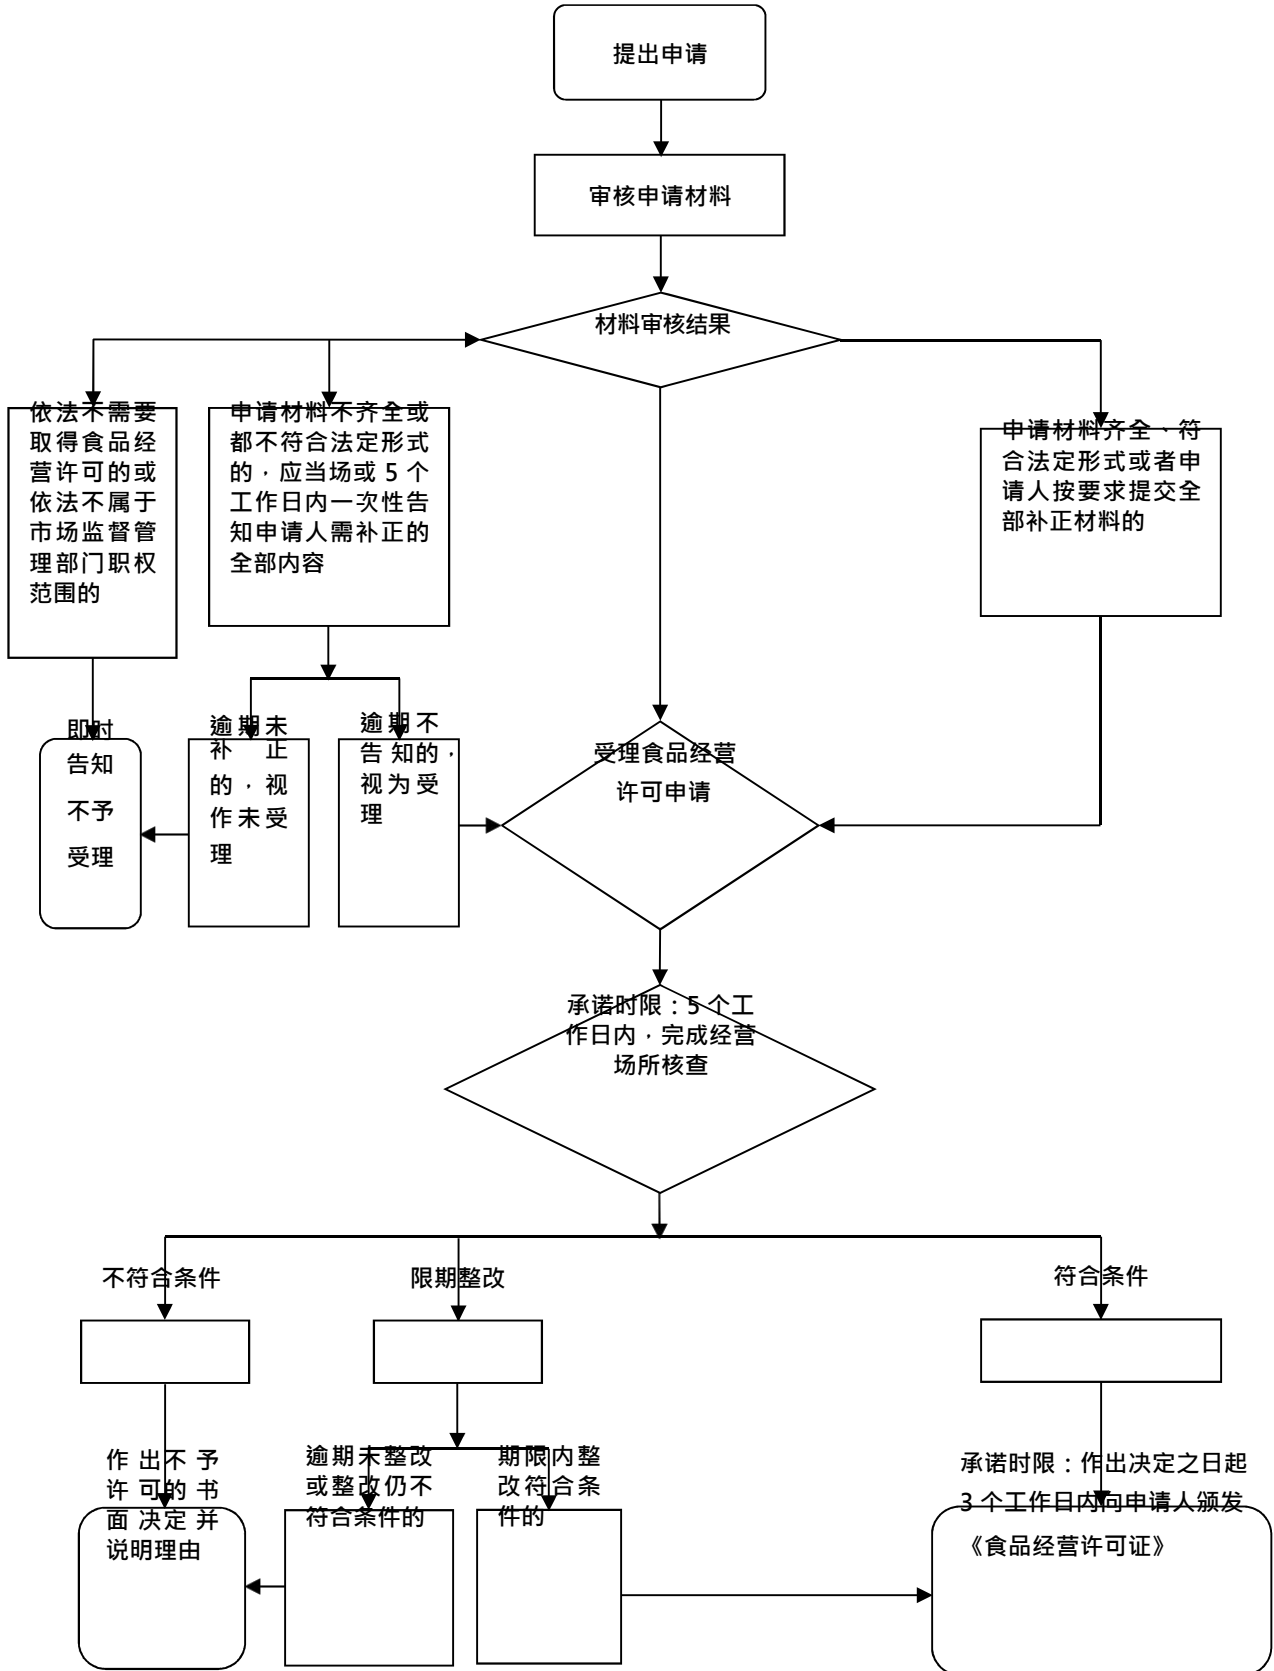 提出申请
审核申请材料
材料审核结果
依法不需要
取得食品经
营许可的或
依法不属于
市场监督管
理部门职权
范围的
申请材料不齐全或
都不符合法定形式
的，应当场或 5 个
工作日内一次性告
知申请人需补正的
全部内容
申请材料齐全、符
合法定形式或者申
请人按要求提交全
部补正材料的
即时
告知
不予
受理
逾期未
补正
的，视
作未受
理
逾期不
告知的，
视为受
理
受理食品经营
许可申请
承诺时限：5 个工
作日内，完成经营
场所核查
不符合条件
限期整改
符合条件
作出不予
许可的书
面决定并
说明理由
逾期未整改
或整改仍不
符合条件的
期限内整
改符合条
件的
承诺时限：作出决定之日起
3 个工作日内向申请人颁发
《食品经营许可证》